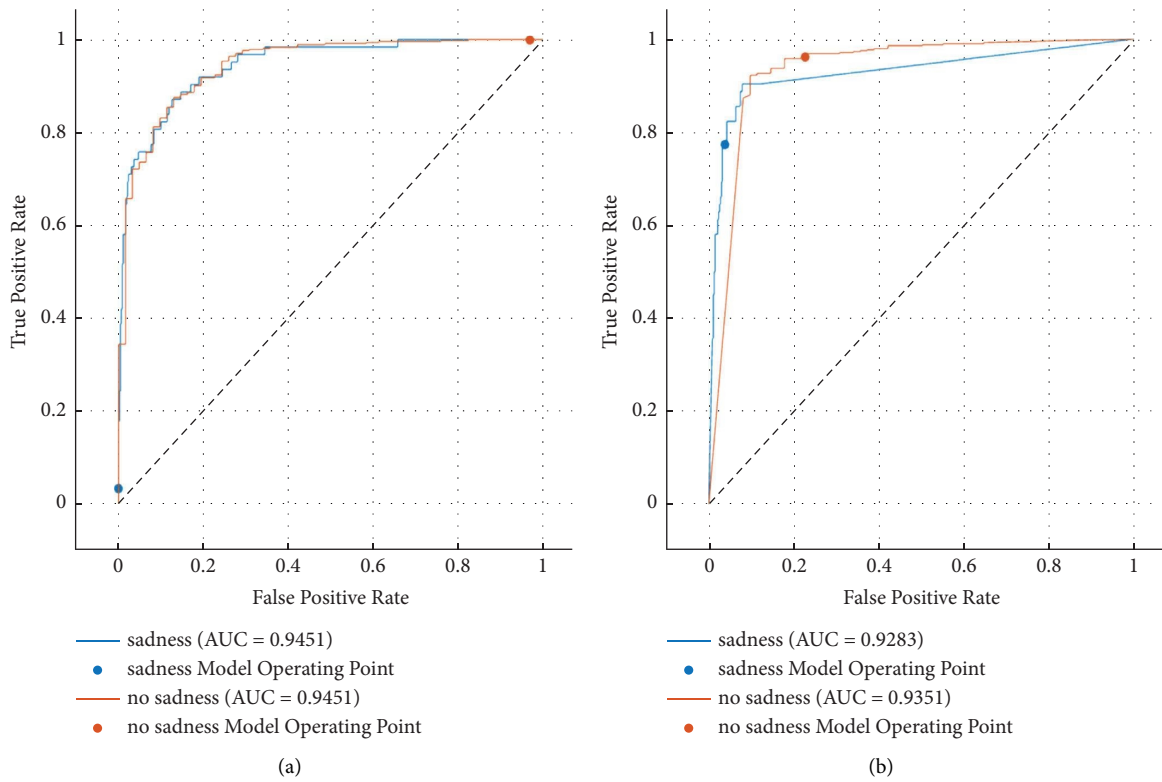 1
0.8
0.6
0.4
0.2
0
True Positive Rate
0 0.2 0.4 0.6 0.8 1
False Positive Rate
sadness (AUC = 0.9451)
sadness Model Operating Point
no sadness (AUC = 0.9451)
no sadness Model Operating Point
(a)
1
0.8
0.6
0.4
0.2
0
True Positive Rate
0 0.2 0.4 0.6 0.8 1
False Positive Rate
sadness (AUC = 0.9283)
sadness Model Operating Point
no sadness (AUC = 0.9351)
no sadness Model Operating Point
(b)